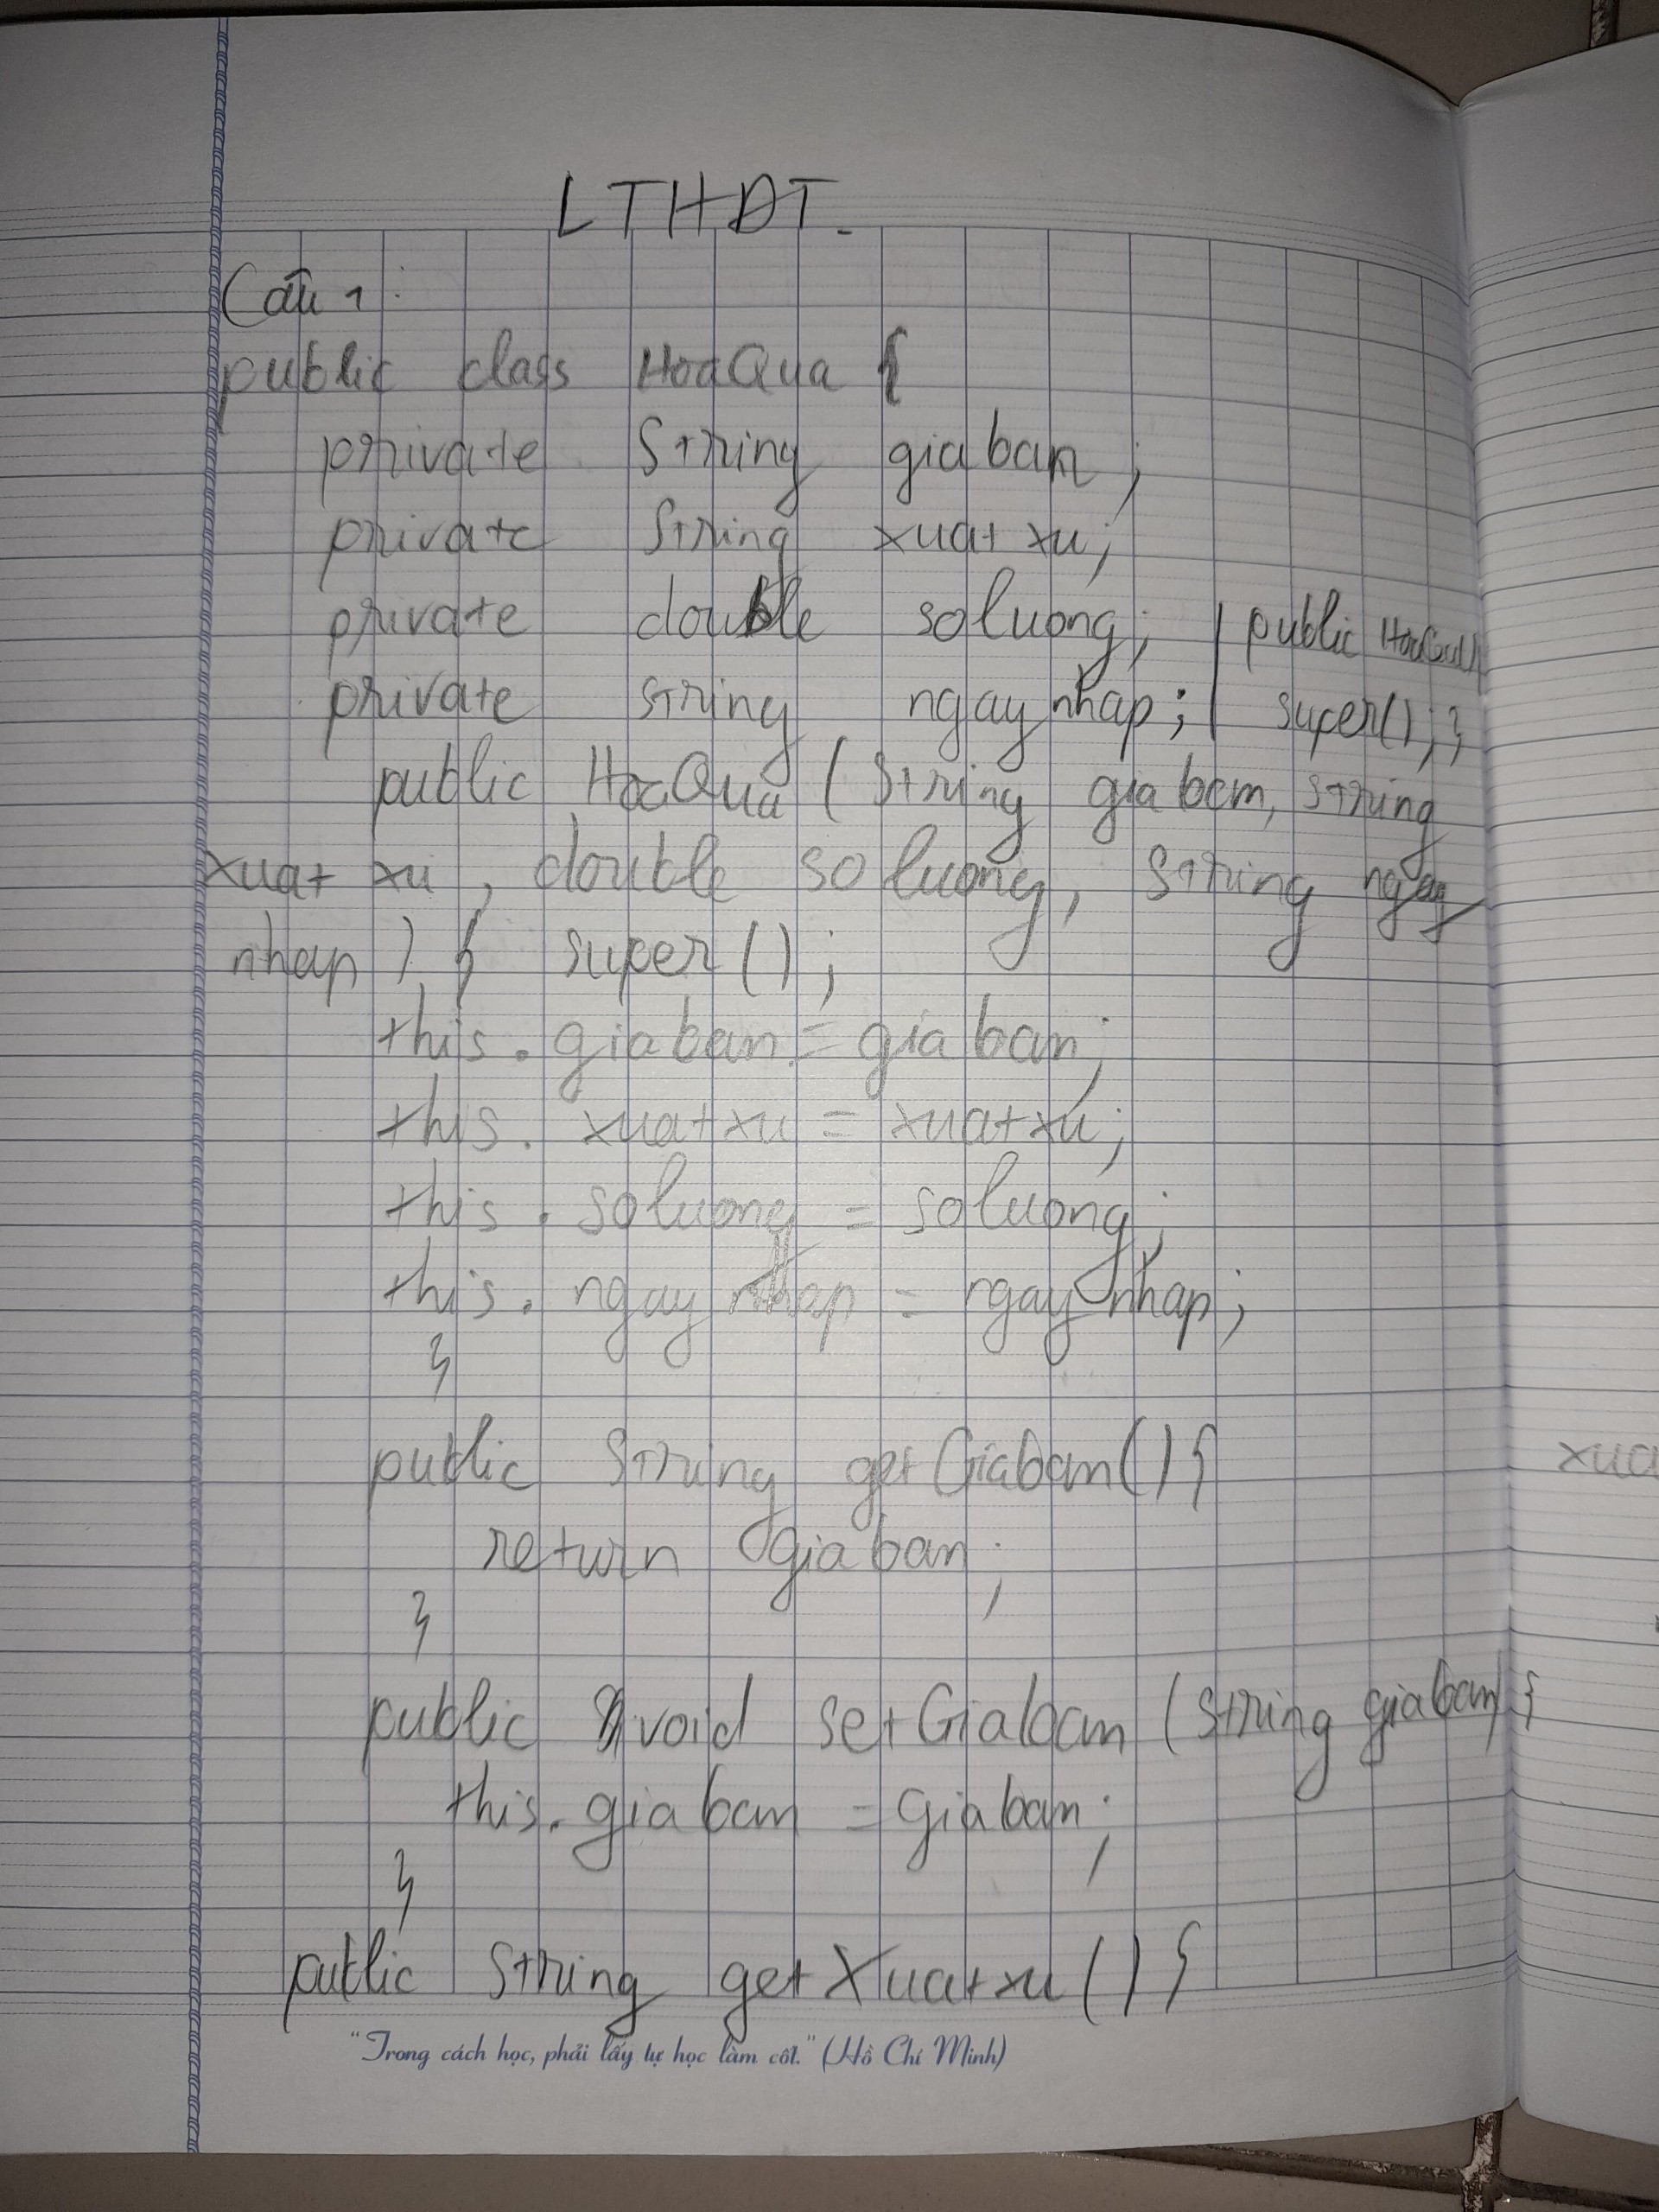 LTHĐT.
Câu 1:
public class HoaQua {
private String giaban;
private String xuatxu;
private double soluong; | public HoaQua(){
private string ngaynhap; | super(); }
public HoaQua (String giaban, string
xuatxu, double soluong, String ngay
nhap) { super();
this.giaban = giaban;
this.xuatxu = xuatxu;
this.soluong = soluong;
this.ngaynhap = ngaynhap;
}
public String getGiaban(){
return giaban;
}
public void setGiaban (string giaban) {
this.giaban = giaban;
}
public String getXuatxu () {
"Trong cách học, phải lấy tự học làm cốt." (Hồ Chí Minh)
xua